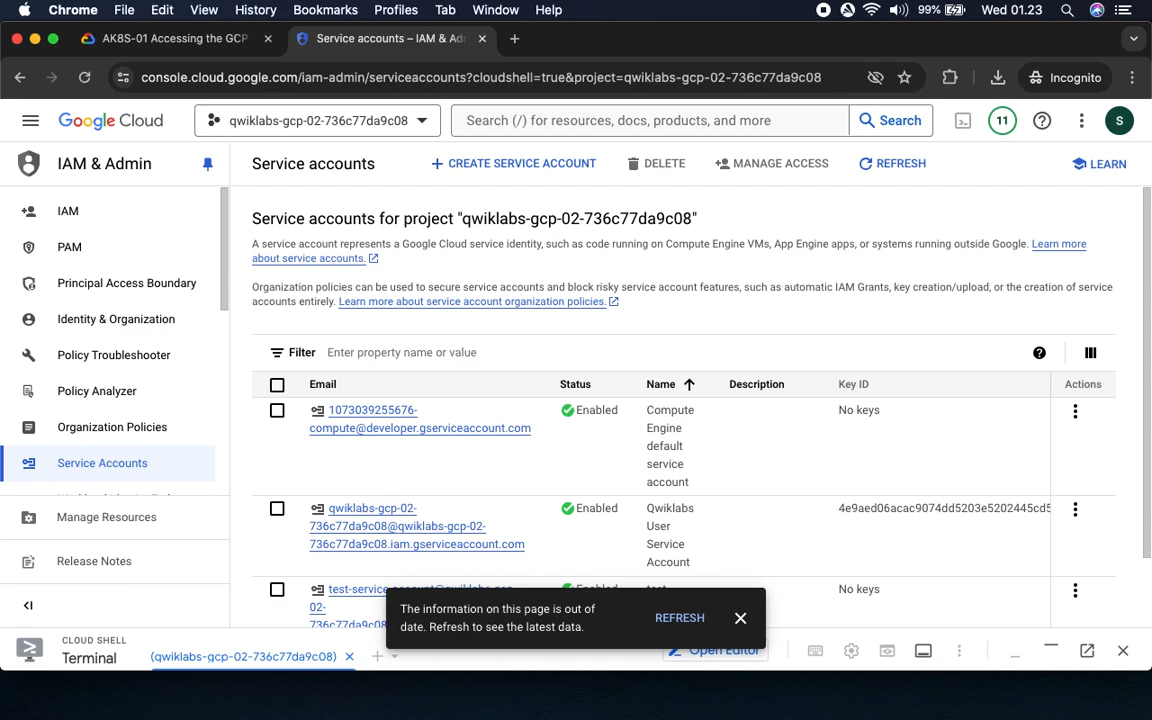 Chrome File Edit View History Bookmarks Profiles Tab Window Help 99% Wed 01.23
AK8S-01 Accessing the GCP Service accounts – IAM & Adr
console.cloud.google.com/iam-admin/serviceaccounts?cloudshell=true&project=qwiklabs-gcp-02-736c77da9c08 Incognito
Google Cloud qwiklabs-gcp-02-736c77da9c08 Search (/) for resources, docs, products, and more Search 11 S
IAM & Admin
Service accounts CREATE SERVICE ACCOUNT DELETE MANAGE ACCESS REFRESH LEARN
IAM
PAM
Principal Access Boundary
Identity & Organization
Policy Troubleshooter
Policy Analyzer
Organization Policies
Service Accounts
Manage Resources
Release Notes
Service accounts for project "qwiklabs-gcp-02-736c77da9c08"
A service account represents a Google Cloud service identity, such as code running on Compute Engine VMs, App Engine apps, or systems running outside Google. Learn more
about service accounts.
Organization policies can be used to secure service accounts and block risky service account features, such as automatic IAM Grants, key creation/upload, or the creation of service
accounts entirely. Learn more about service account organization policies.
Filter Enter property name or value
Email Status Name Description Key ID Actions
1073039255676-
compute@developer.gserviceaccount.com
Enabled
Compute
Engine
default
service
account
No keys
qwiklabs-gcp-02-
736c77da9c08@qwiklabs-gcp-02-
736c77da9c08.iam.gserviceaccount.com
Enabled
Qwiklabs
User
Service
Account
4e9aed06acac9074dd5203e5202445cd5
test-service-account@qwiklabs-gcp-
02-
736c77da9c08
Enabled
test
No keys
The information on this page is out of
date. Refresh to see the latest data.
REFRESH
CLOUD SHELL
Terminal (qwiklabs-gcp-02-736c77da9c08) Open Editor